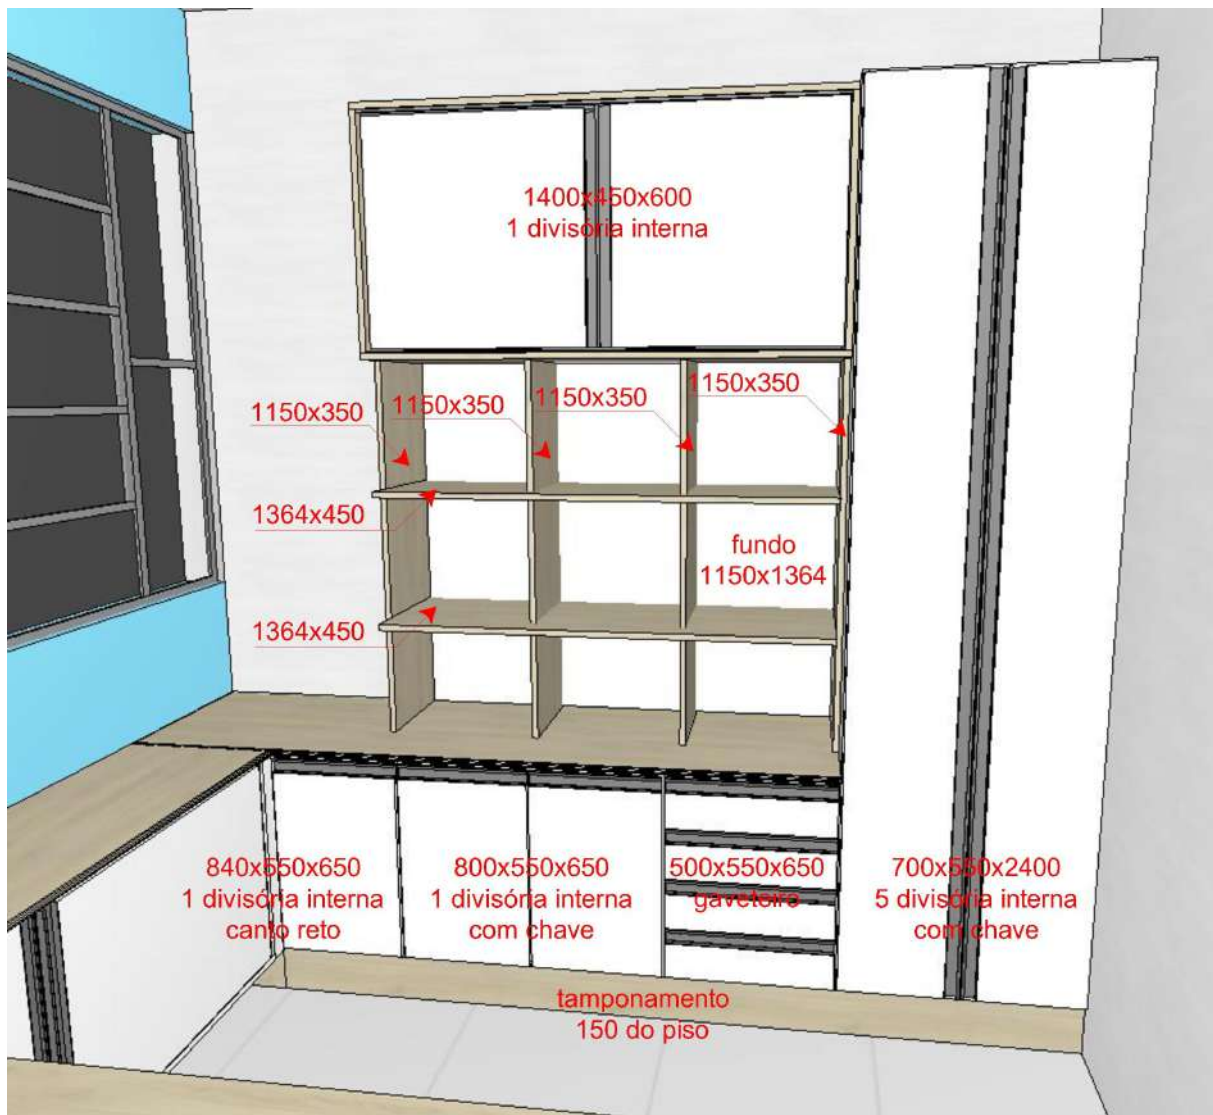 1400x450x600
1 divisória interna
1150x350
1150x350
1150x350
1150x350
1364x450
fundo
1150x1364
1364x450
840x550x650
1 divisória interna
canto reto
800x550x650
1 divisória interna
com chave
500x550x650
gaveteiro
700x550x2400
5 divisória interna
com chave
tamponamento
150 do piso